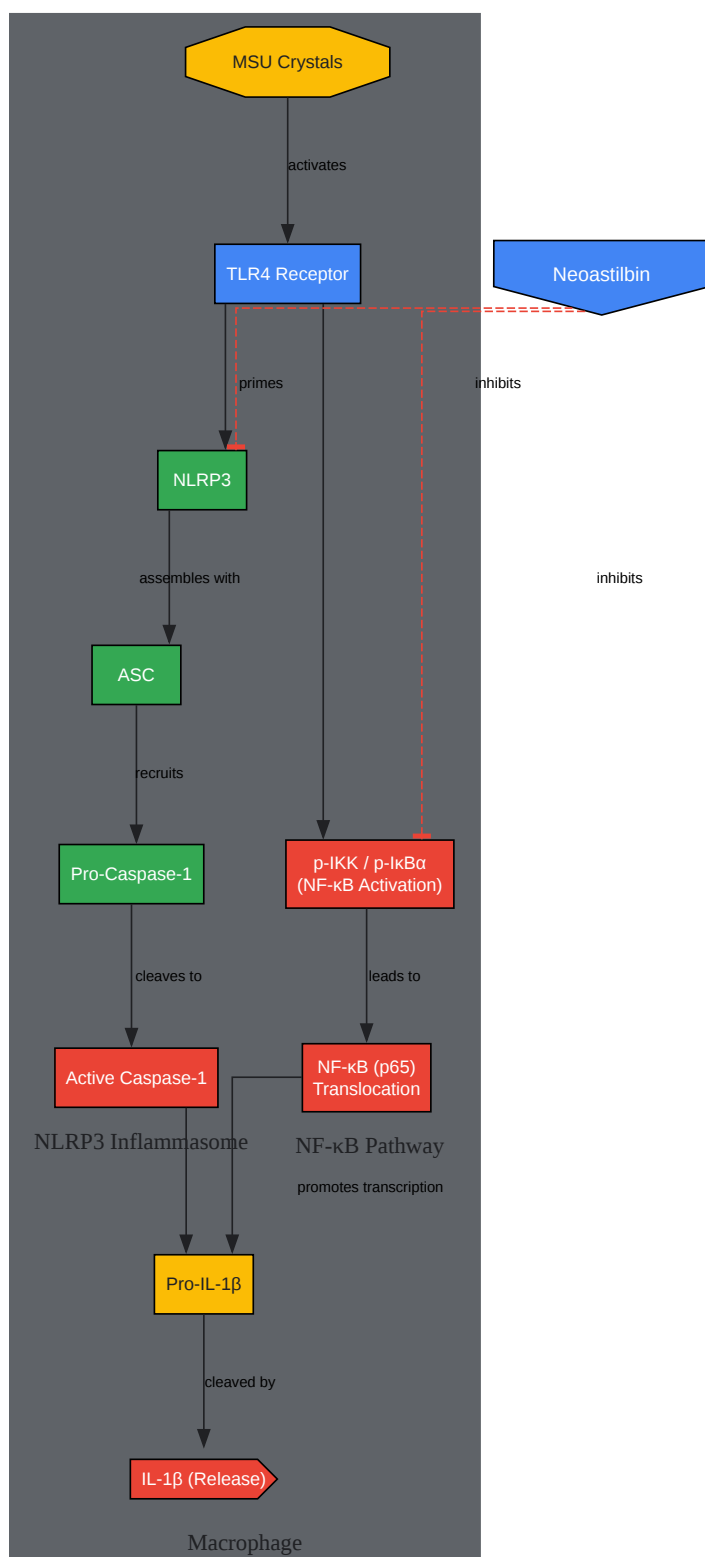 MSU Crystals
activates
TLR4 Receptor
Neoastilbin
primes
inhibits
NLRP3
assembles with
inhibits
ASC
recruits
Pro-Caspase-1
p-IKK / p-IκBα
(NF-κB Activation)
cleaves to
leads to
Active Caspase-1
NF-κB (p65)
Translocation
NLRP3 Inflammasome
NF-κB Pathway
promotes transcription
Pro-IL-1β
cleaved by
IL-1β (Release)
Macrophage